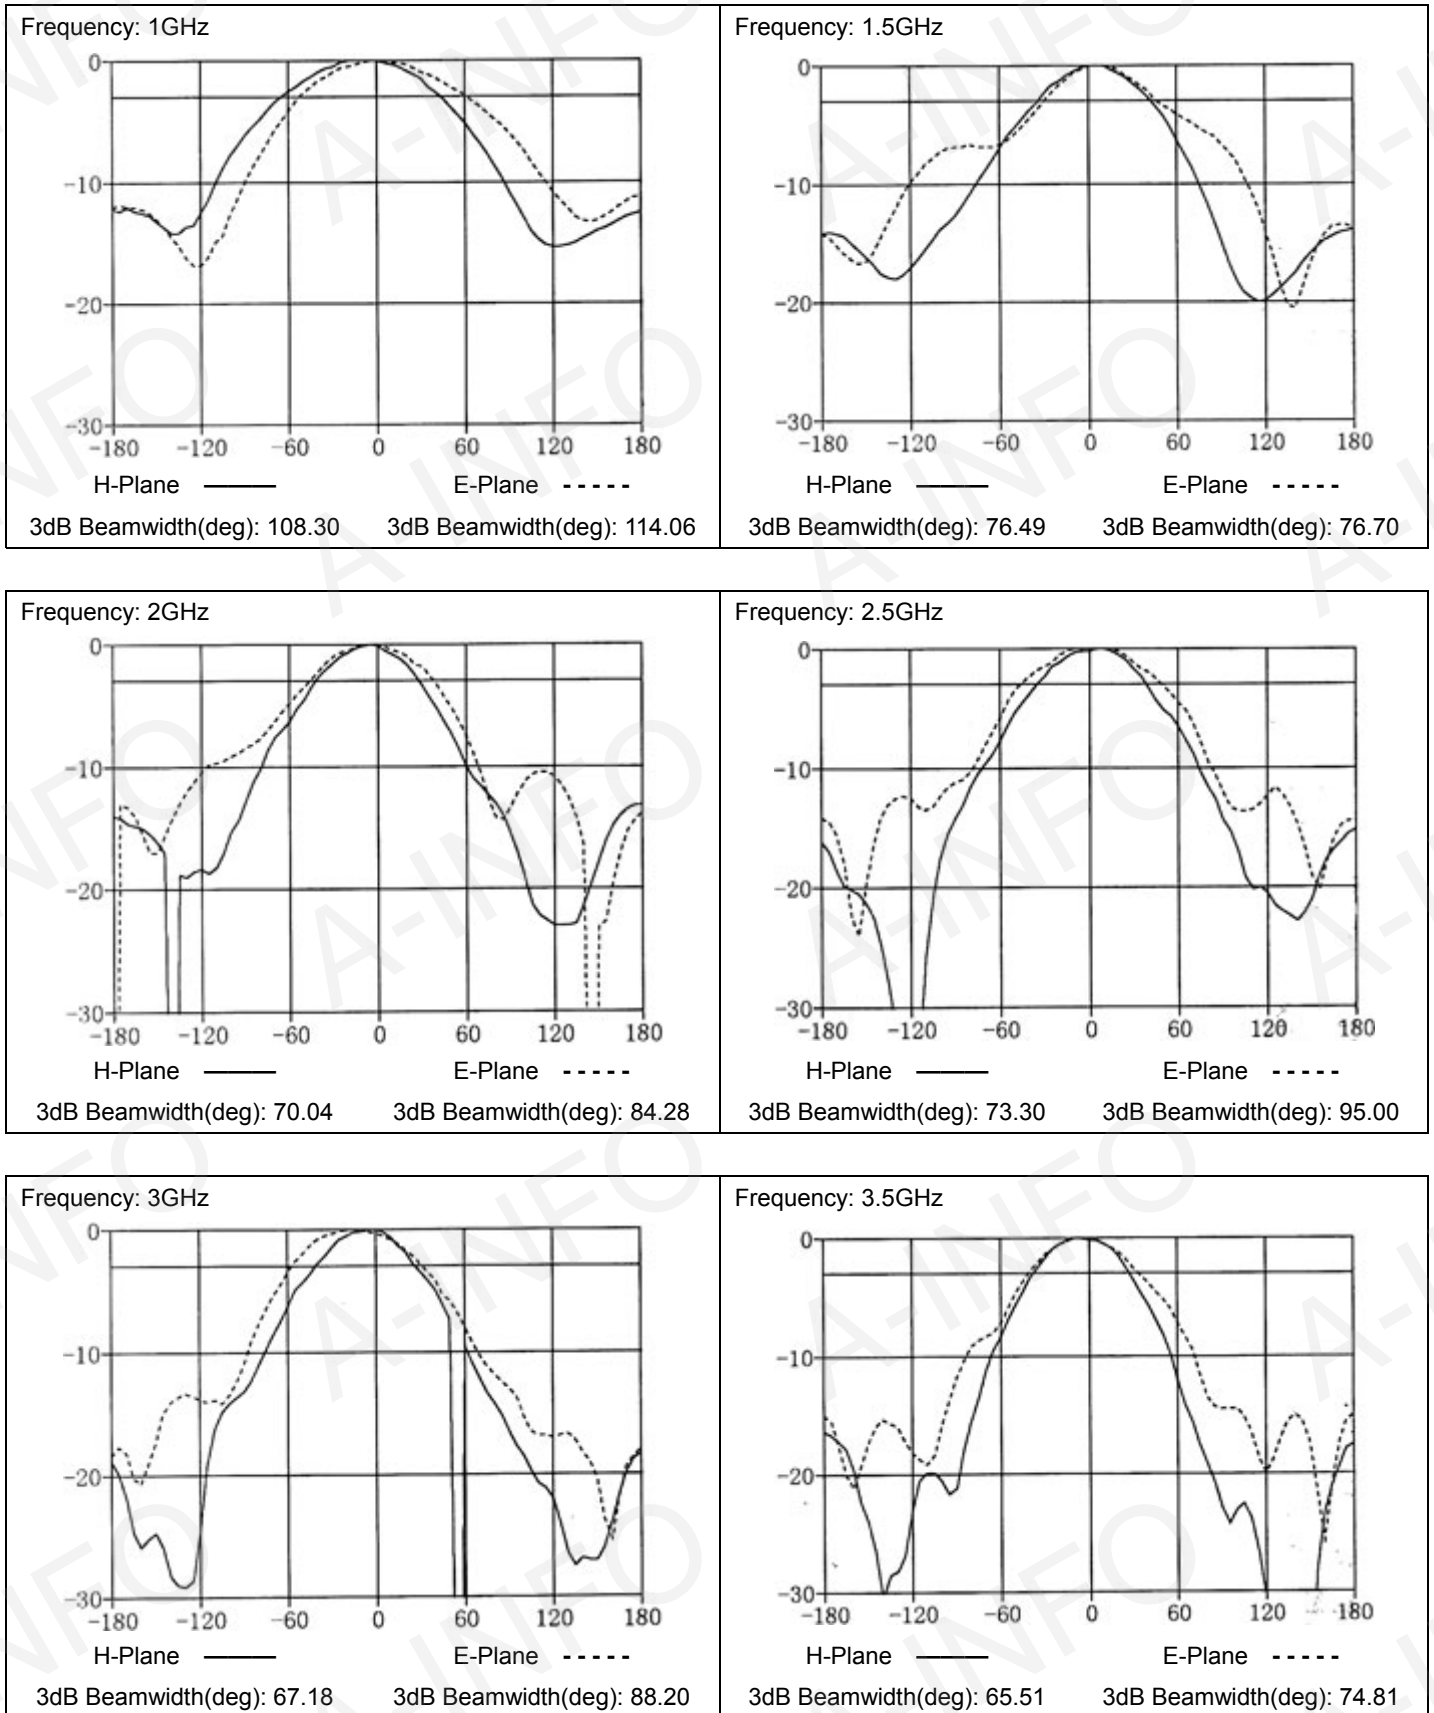 Frequency: 1GHz
0
-10
-20
-30
-180 -120 -60 0 60 120 180
H-Plane E-Plane
3dB Beamwidth(deg): 108.30 3dB Beamwidth(deg): 114.06
Frequency: 1.5GHz
0
-10
-20
-30
-180 -120 -60 0 60 120 180
H-Plane E-Plane
3dB Beamwidth(deg): 76.49 3dB Beamwidth(deg): 76.70
Frequency: 2GHz
0
-10
-20
-30
-180 -120 -60 0 60 120 180
H-Plane E-Plane
3dB Beamwidth(deg): 70.04 3dB Beamwidth(deg): 84.28
Frequency: 2.5GHz
0
-10
-20
-30
-180 -120 -60 0 60 120 180
H-Plane E-Plane
3dB Beamwidth(deg): 73.30 3dB Beamwidth(deg): 95.00
Frequency: 3GHz
0
-10
-20
-30
-180 -120 -60 0 60 120 180
H-Plane E-Plane
3dB Beamwidth(deg): 67.18 3dB Beamwidth(deg): 88.20
Frequency: 3.5GHz
0
-10
-20
-30
-180 -120 -60 0 60 120 180
H-Plane E-Plane
3dB Beamwidth(deg): 65.51 3dB Beamwidth(deg): 74.81
A-INFO
A-INFO
A-INFO
A-INFO
A-INFO
A-INFO